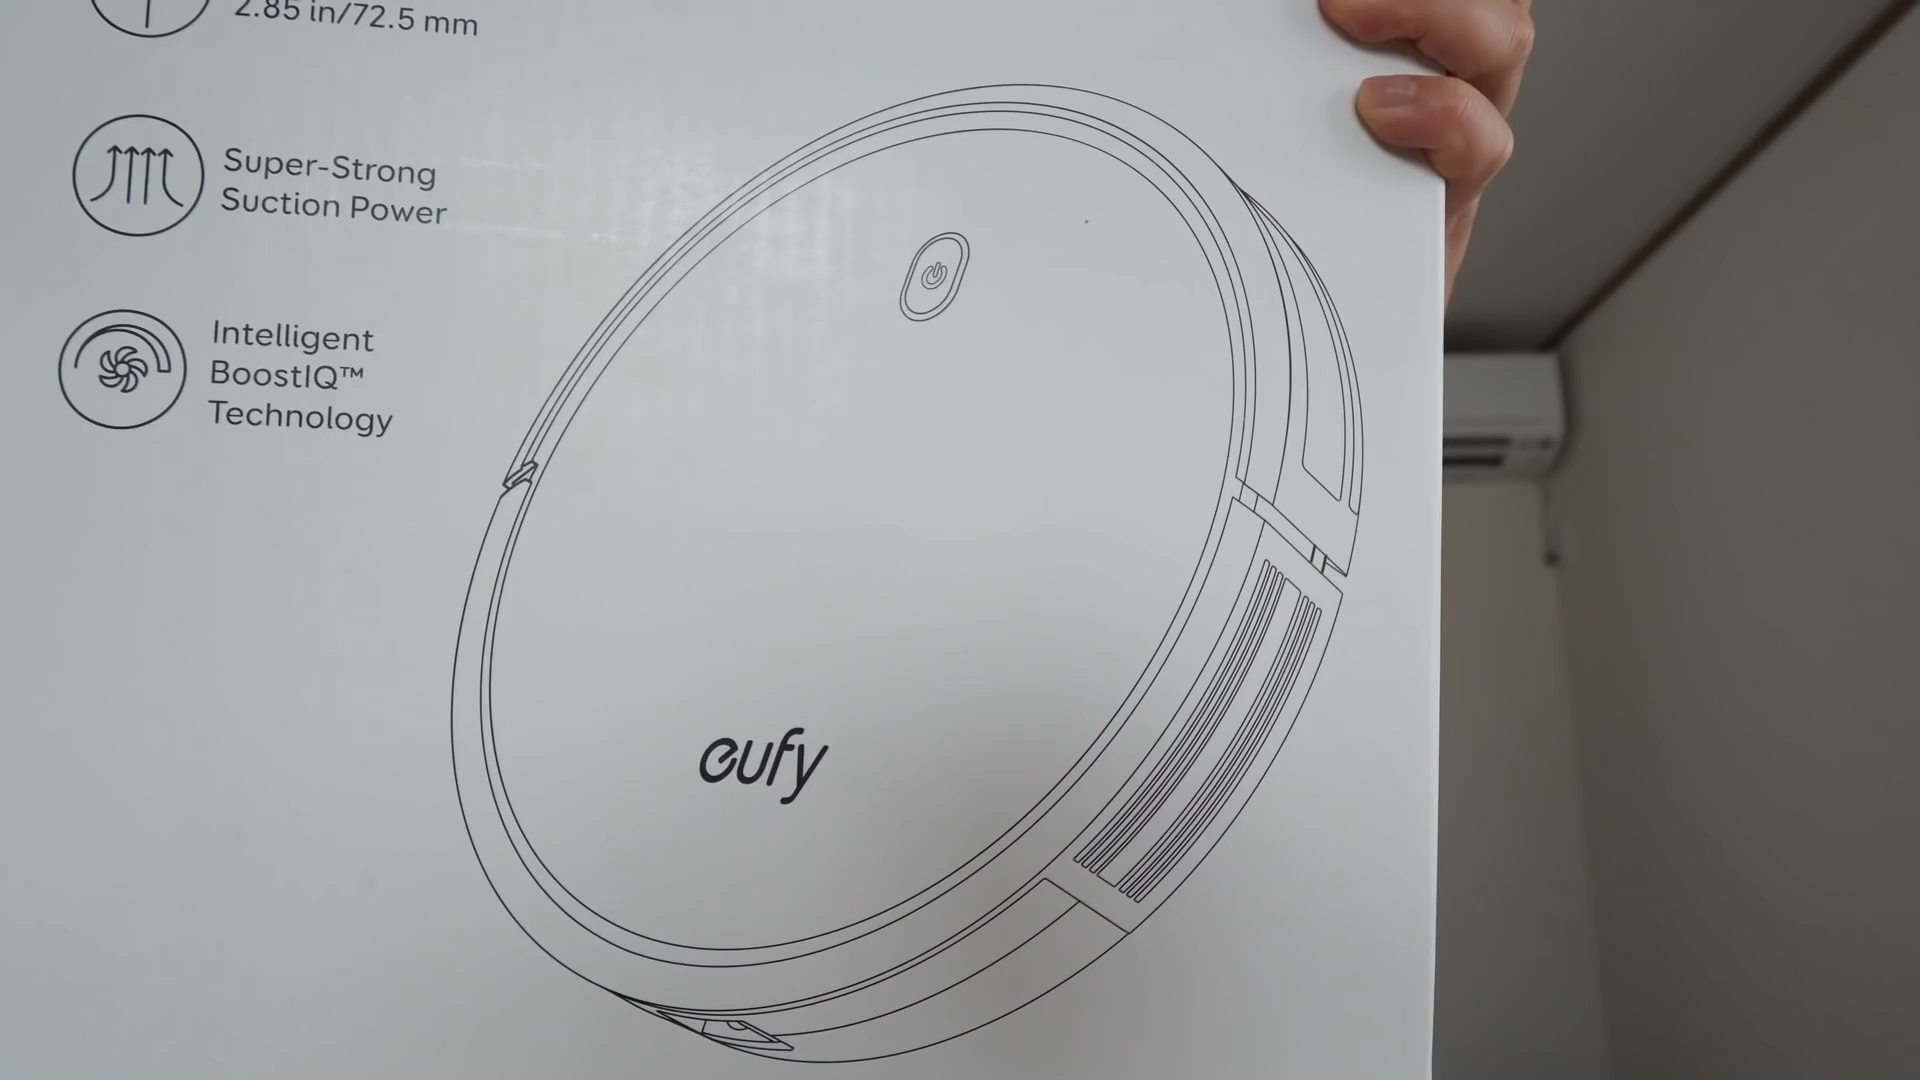 2.85 in/72.5 mm
Super-Strong
Suction Power
Intelligent
BoostIQ™
Technology
eufy